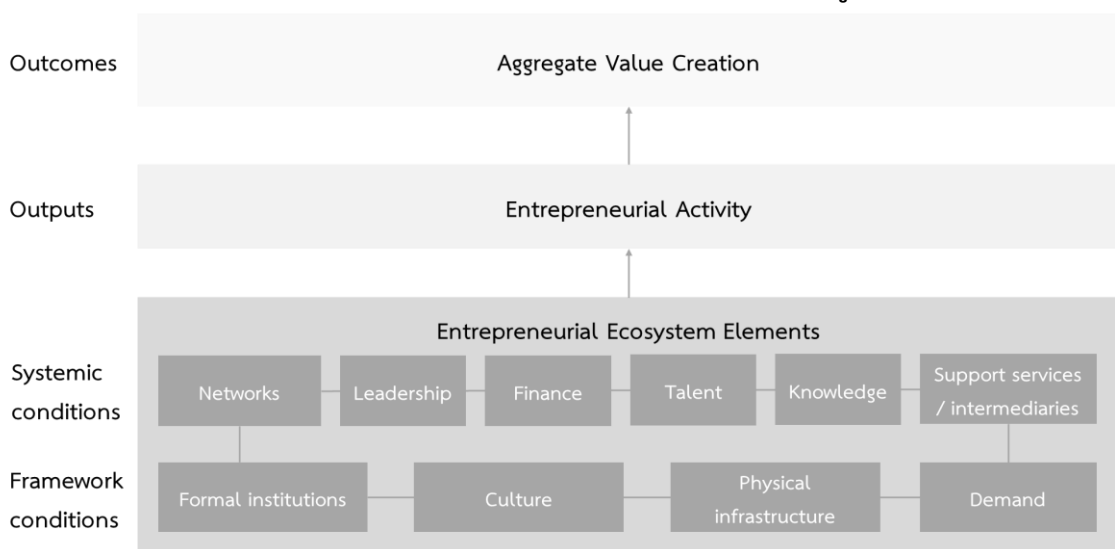 Outcomes
Aggregate Value Creation
Outputs
Entrepreneurial Activity
Entrepreneurial Ecosystem Elements
Systemic
conditions
Networks
Leadership
Finance
Talent
Knowledge
Support services
/ intermediaries
Framework
conditions
Formal institutions
Culture
Physical
infrastructure
Demand